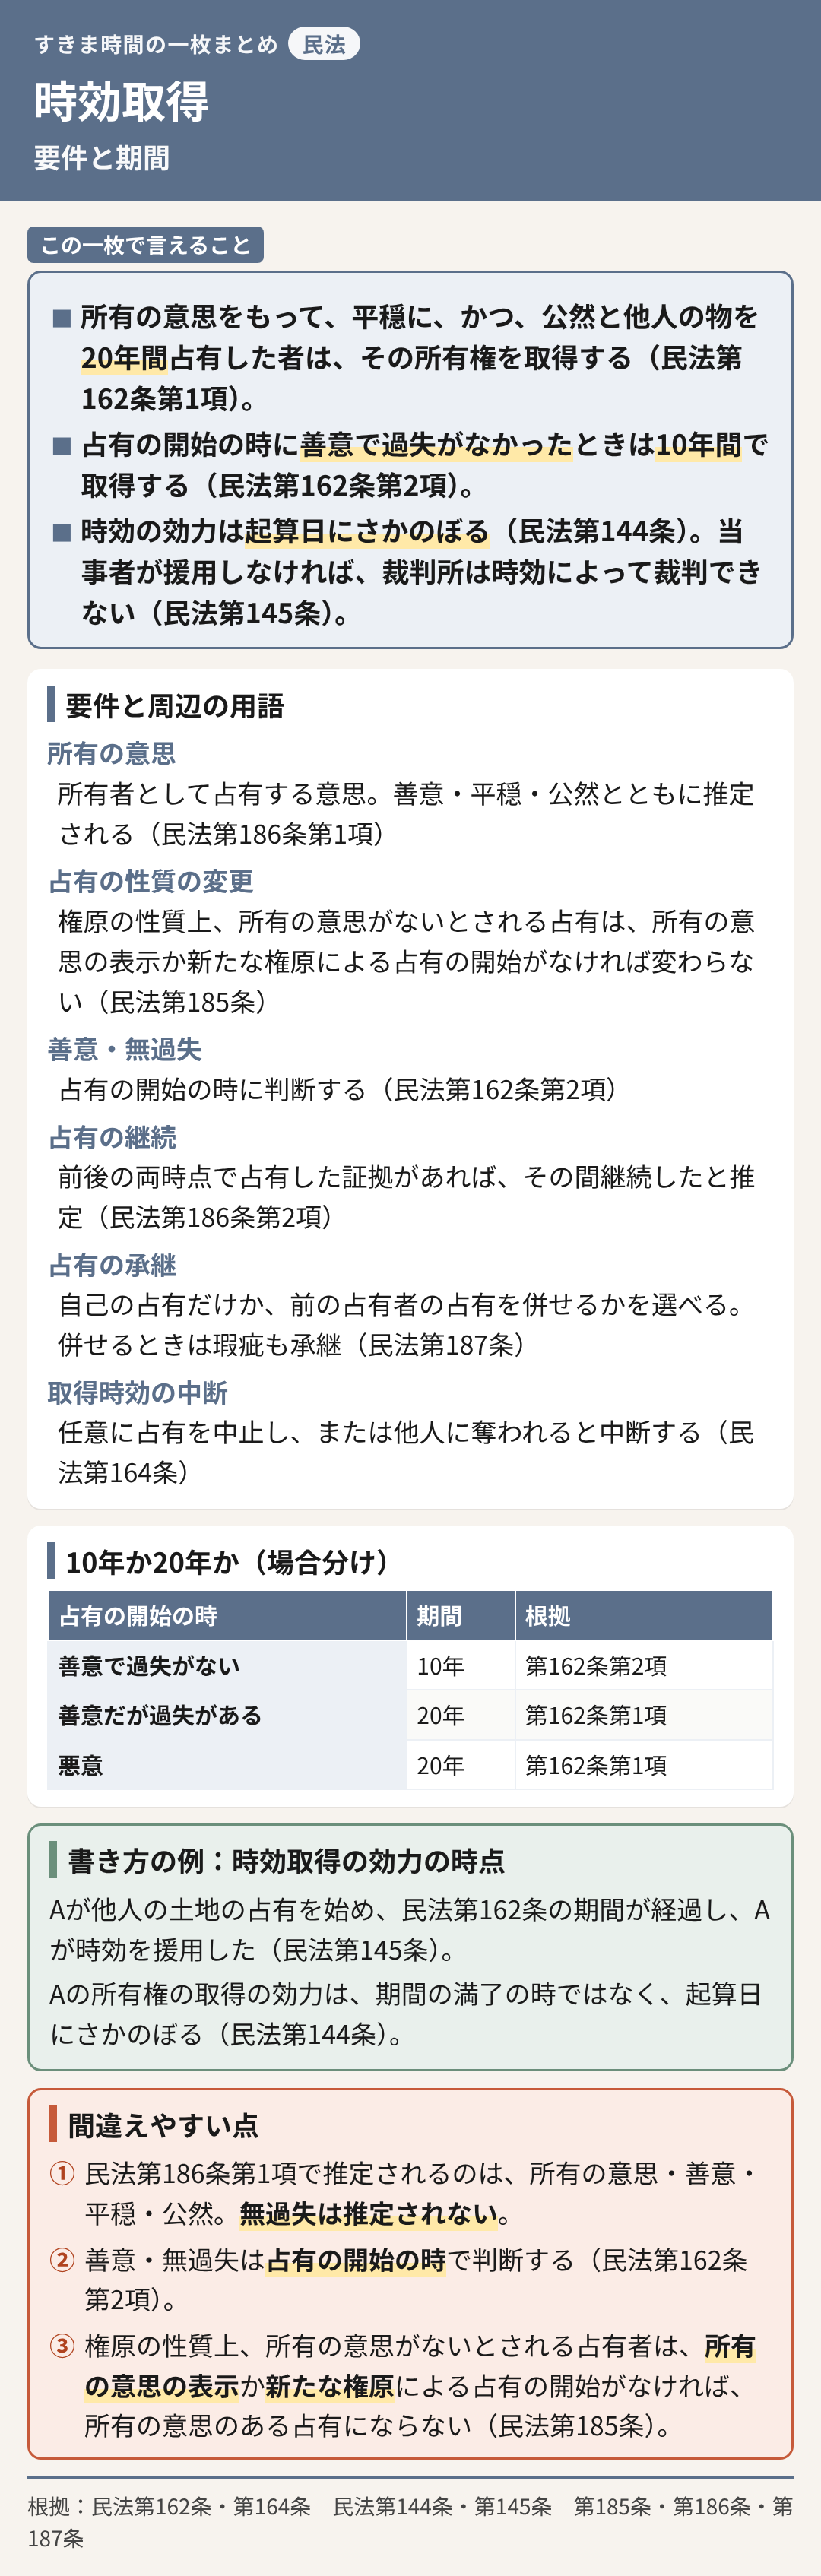 すきま時間の一枚まとめ 民法
時効取得
要件と期間
この一枚で言えること
■ 所有の意思をもって、平穏に、かつ、公然と他人の物を
20年間占有した者は、その所有権を取得する（民法第
162条第1項）。
■ 占有の開始の時に善意で過失がなかったときは10年間で
取得する（民法第162条第2項）。
■ 時効の効力は起算日にさかのぼる（民法第144条）。当
事者が援用しなければ、裁判所は時効によって裁判でき
ない（民法第145条）。
要件と周辺の用語
所有の意思
所有者として占有する意思。善意・平穏・公然とともに推定
される（民法第186条第1項）
占有の性質の変更
権原の性質上、所有の意思がないとされる占有は、所有の意
思の表示か新たな権原による占有の開始がなければ変わらな
い（民法第185条）
善意・無過失
占有の開始の時に判断する（民法第162条第2項）
占有の継続
前後の両時点で占有した証拠があれば、その間継続したと推
定（民法第186条第2項）
占有の承継
自己の占有だけか、前の占有者の占有を併せるかを選べる。
併せるときは瑕疵も承継（民法第187条）
取得時効の中断
任意に占有を中止し、または他人に奪われると中断する（民
法第164条）
10年か20年か（場合分け）
占有の開始の時 期間 根拠
善意で過失がない 10年 第162条第2項
善意だが過失がある 20年 第162条第1項
悪意 20年 第162条第1項
書き方の例：時効取得の効力の時点
Aが他人の土地の占有を始め、民法第162条の期間が経過し、A
が時効を援用した（民法第145条）。
Aの所有権の取得の効力は、期間の満了の時ではなく、起算日
にさかのぼる（民法第144条）。
間違えやすい点
① 民法第186条第1項で推定されるのは、所有の意思・善意・
平穏・公然。無過失は推定されない。
② 善意・無過失は占有の開始の時で判断する（民法第162条
第2項）。
③ 権原の性質上、所有の意思がないとされる占有者は、所有
の意思の表示か新たな権原による占有の開始がなければ、
所有の意思のある占有にならない（民法第185条）。
根拠：民法第162条・第164条　民法第144条・第145条　第185条・第186条・第
187条